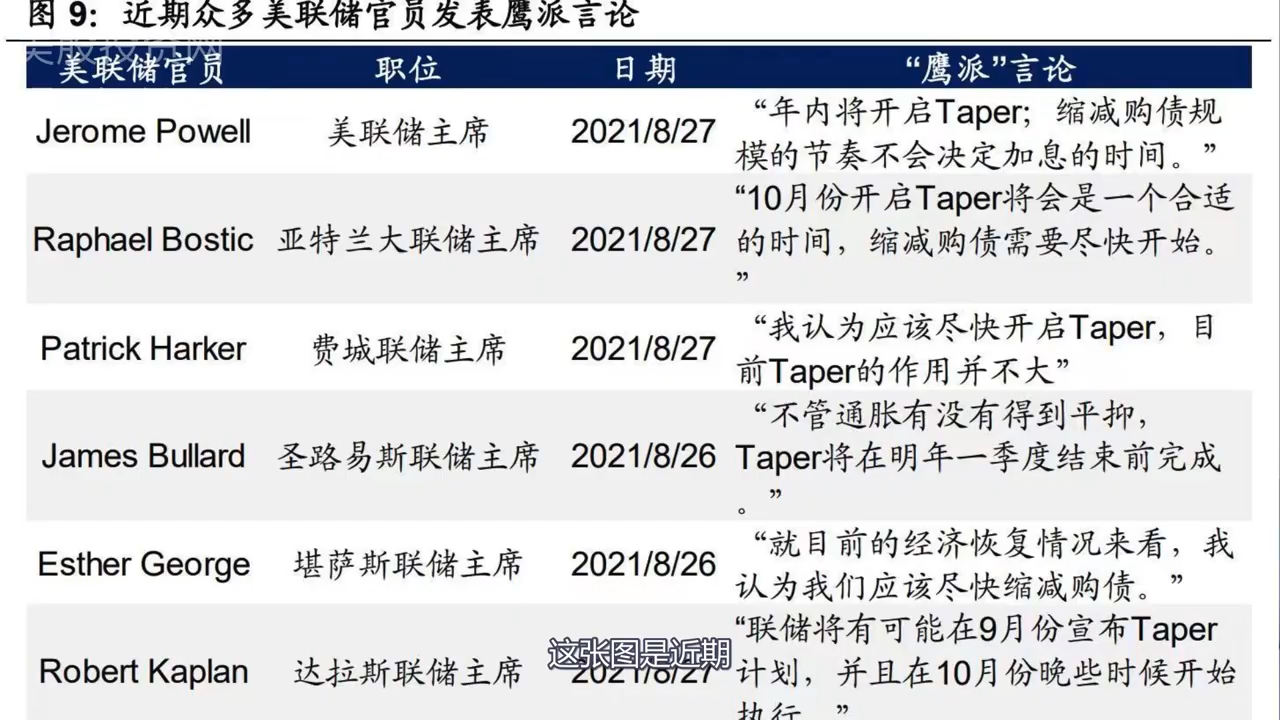 图 9：近期众多美联储官员发表鹰派言论
美股投资网
美联储官员 职位 日期 “鹰派”言论
Jerome Powell 美联储主席 2021/8/27 “年内将开启Taper；缩减购债规
模的节奏不会决定加息的时间。”
Raphael Bostic 亚特兰大联储主席 2021/8/27 “10月份开启Taper将会是一个合适
的时间，缩减购债需要尽快开始。
”
Patrick Harker 费城联储主席 2021/8/27 “我认为应该尽快开启Taper，目
前Taper的作用并不大”
James Bullard 圣路易斯联储主席 2021/8/26 “不管通胀有没有得到平抑，
Taper将在明年一季度结束前完成
。”
Esther George 堪萨斯联储主席 2021/8/26 “就目前的经济恢复情况来看，我
认为我们应该尽快缩减购债。”
Robert Kaplan 达拉斯联储主席 2021/8/27 “联储将有可能在9月份宣布Taper
计划，并且在10月份晚些时候开始
执行。”
这张图是近期